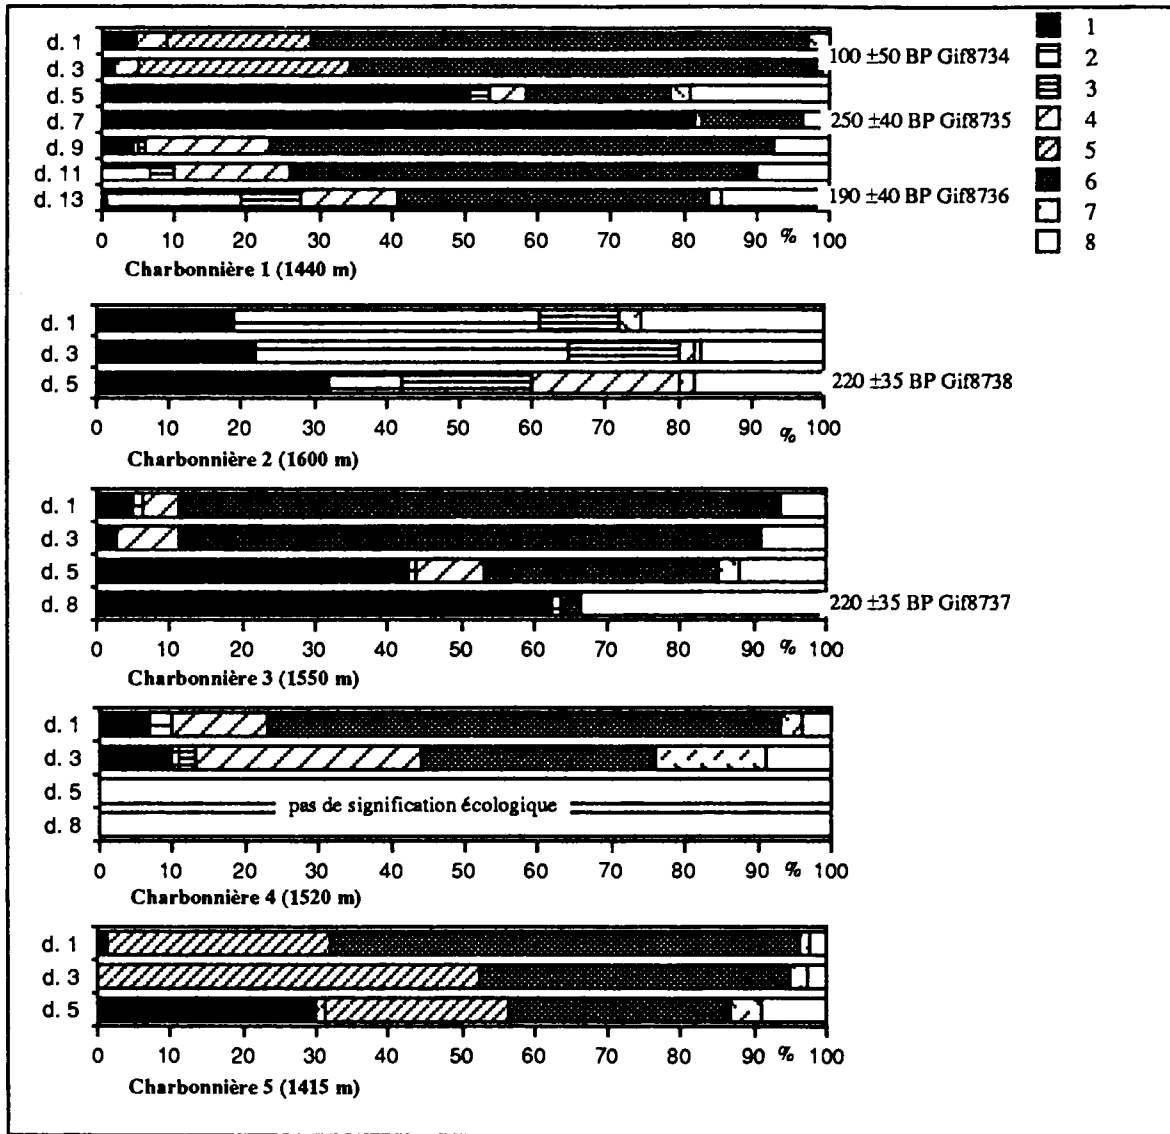 d. 1
d. 3
d. 5
d. 7
d. 9
d. 11
d. 13
100 ±50 BP Gif8734
250 ±40 BP Gif8735
190 ±40 BP Gif8736
0 10 20 30 40 50 60 70 80 90 % 100
Charbonnière 1 (1440 m)
1
2
3
4
5
6
7
8
d. 1
d. 3
d. 5
220 ±35 BP Gif8738
0 10 20 30 40 50 60 70 80 90 % 100
Charbonnière 2 (1600 m)
d. 1
d. 3
d. 5
d. 8
220 ±35 BP Gif8737
0 10 20 30 40 50 60 70 80 90 % 100
Charbonnière 3 (1550 m)
d. 1
d. 3
d. 5
pas de signification écologique
d. 8
0 10 20 30 40 50 60 70 80 90 % 100
Charbonnière 4 (1520 m)
d. 1
d. 3
d. 5
0 10 20 30 40 50 60 70 80 90 % 100
Charbonnière 5 (1415 m)